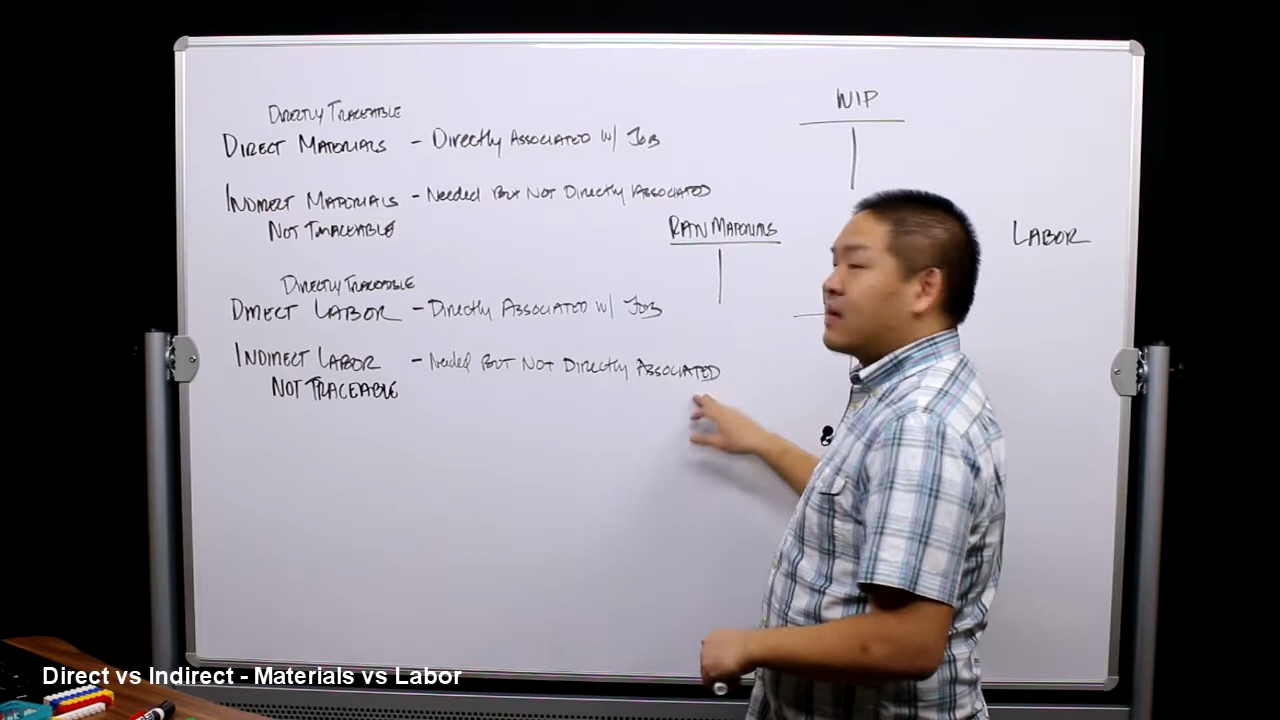 DIRECTLY TRACEABLE
DIRECT MATERIALS - Directly ASSOCIATED W/ JOB
INDIRECT MATERIALS - Needed BUT NOT Directly ASSOCIATED
NOT TRACEABLE
DIRECTLY TRACEABLE
DIRECT LABOR - Directly ASSOCIATED W/ JOB
INDIRECT LABOR - Needed BUT NOT Directly ASSOCIATED
NOT TRACEABLE
WIP
RAW MATERIALS
LABOR
Direct vs Indirect - Materials vs Labor